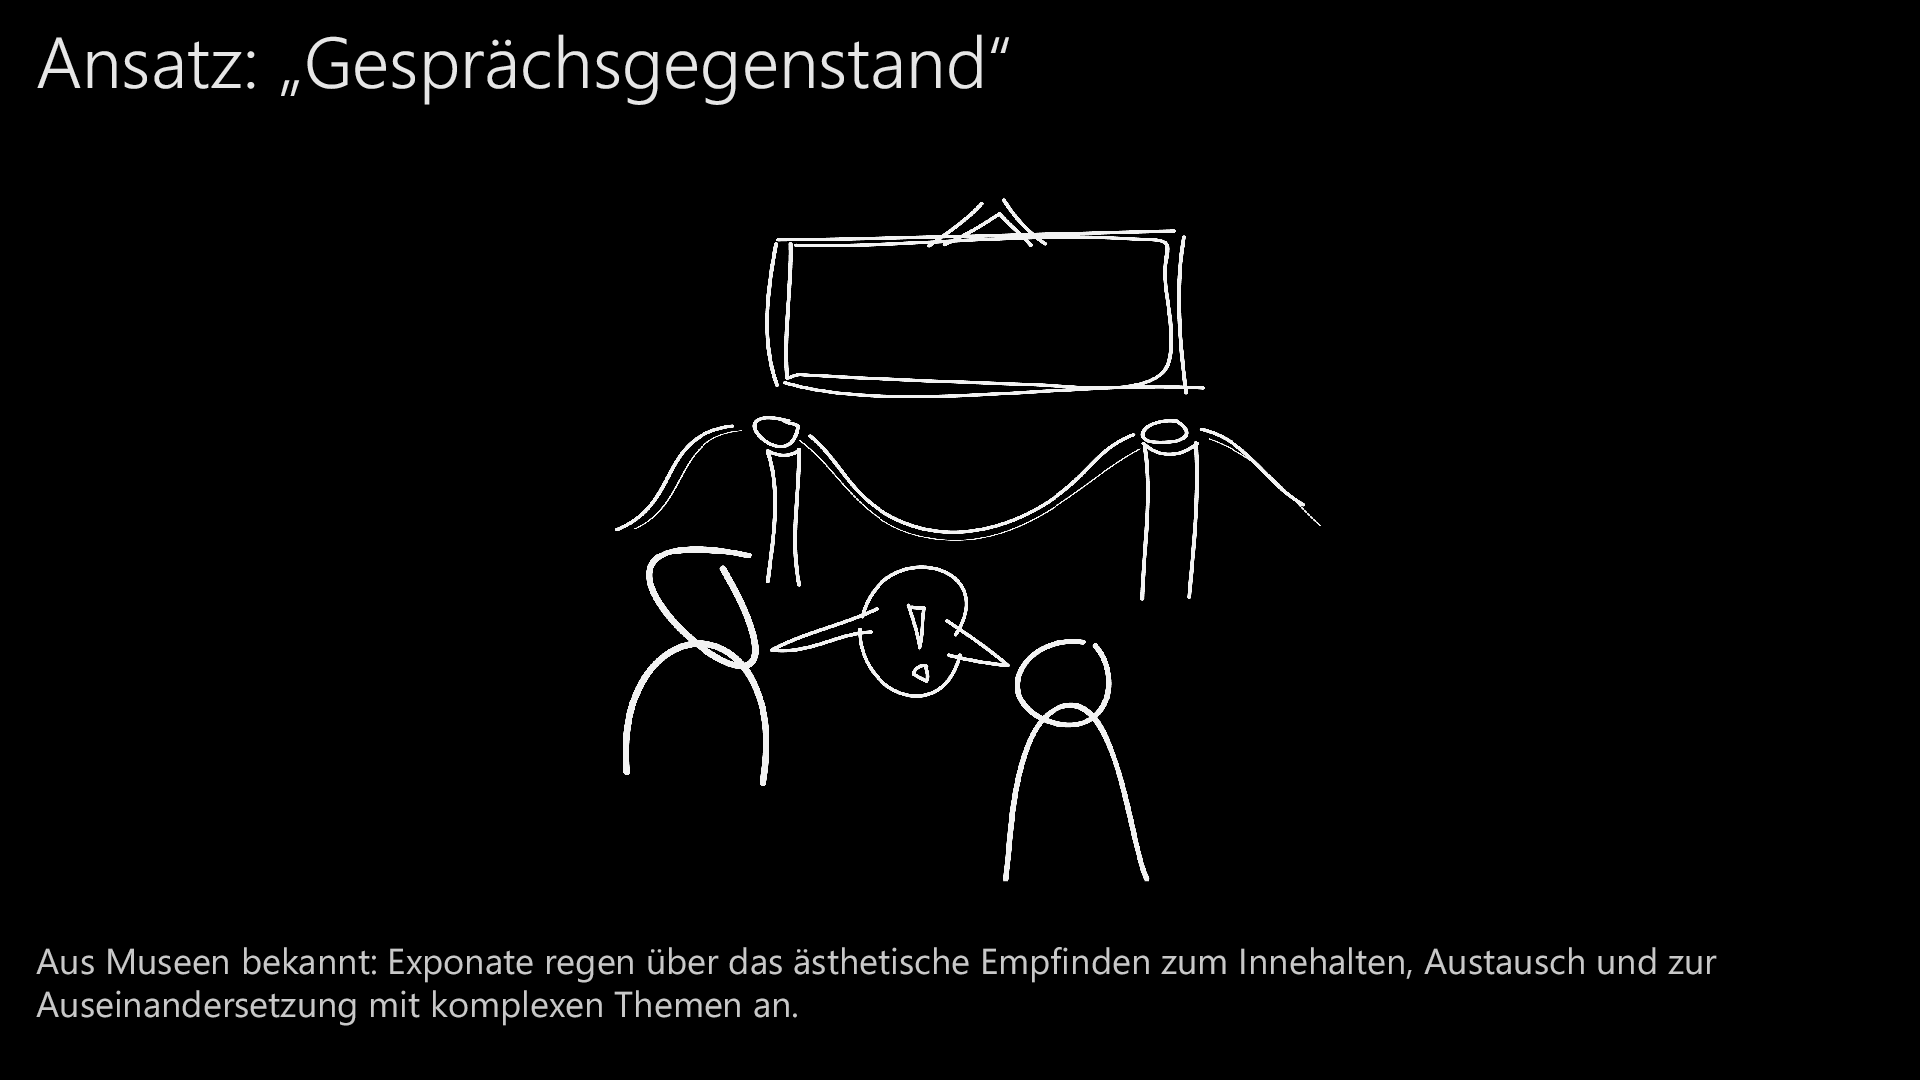 Ansatz: „Gesprächsgegenstand“
!
Aus Museen bekannt: Exponate regen über das ästhetische Empfinden zum Innehalten, Austausch und zur
Auseinandersetzung mit komplexen Themen an.